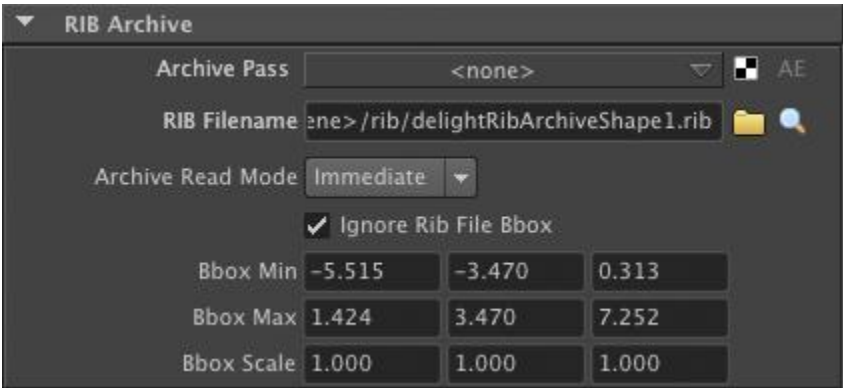 RIB Archive
Archive Pass <none> AE
RIB Filename ene>/rib/delightRibArchiveShape1.rib
Archive Read Mode Immediate
Ignore Rib File Bbox
Bbox Min -5.515 -3.470 0.313
Bbox Max 1.424 3.470 7.252
Bbox Scale 1.000 1.000 1.000